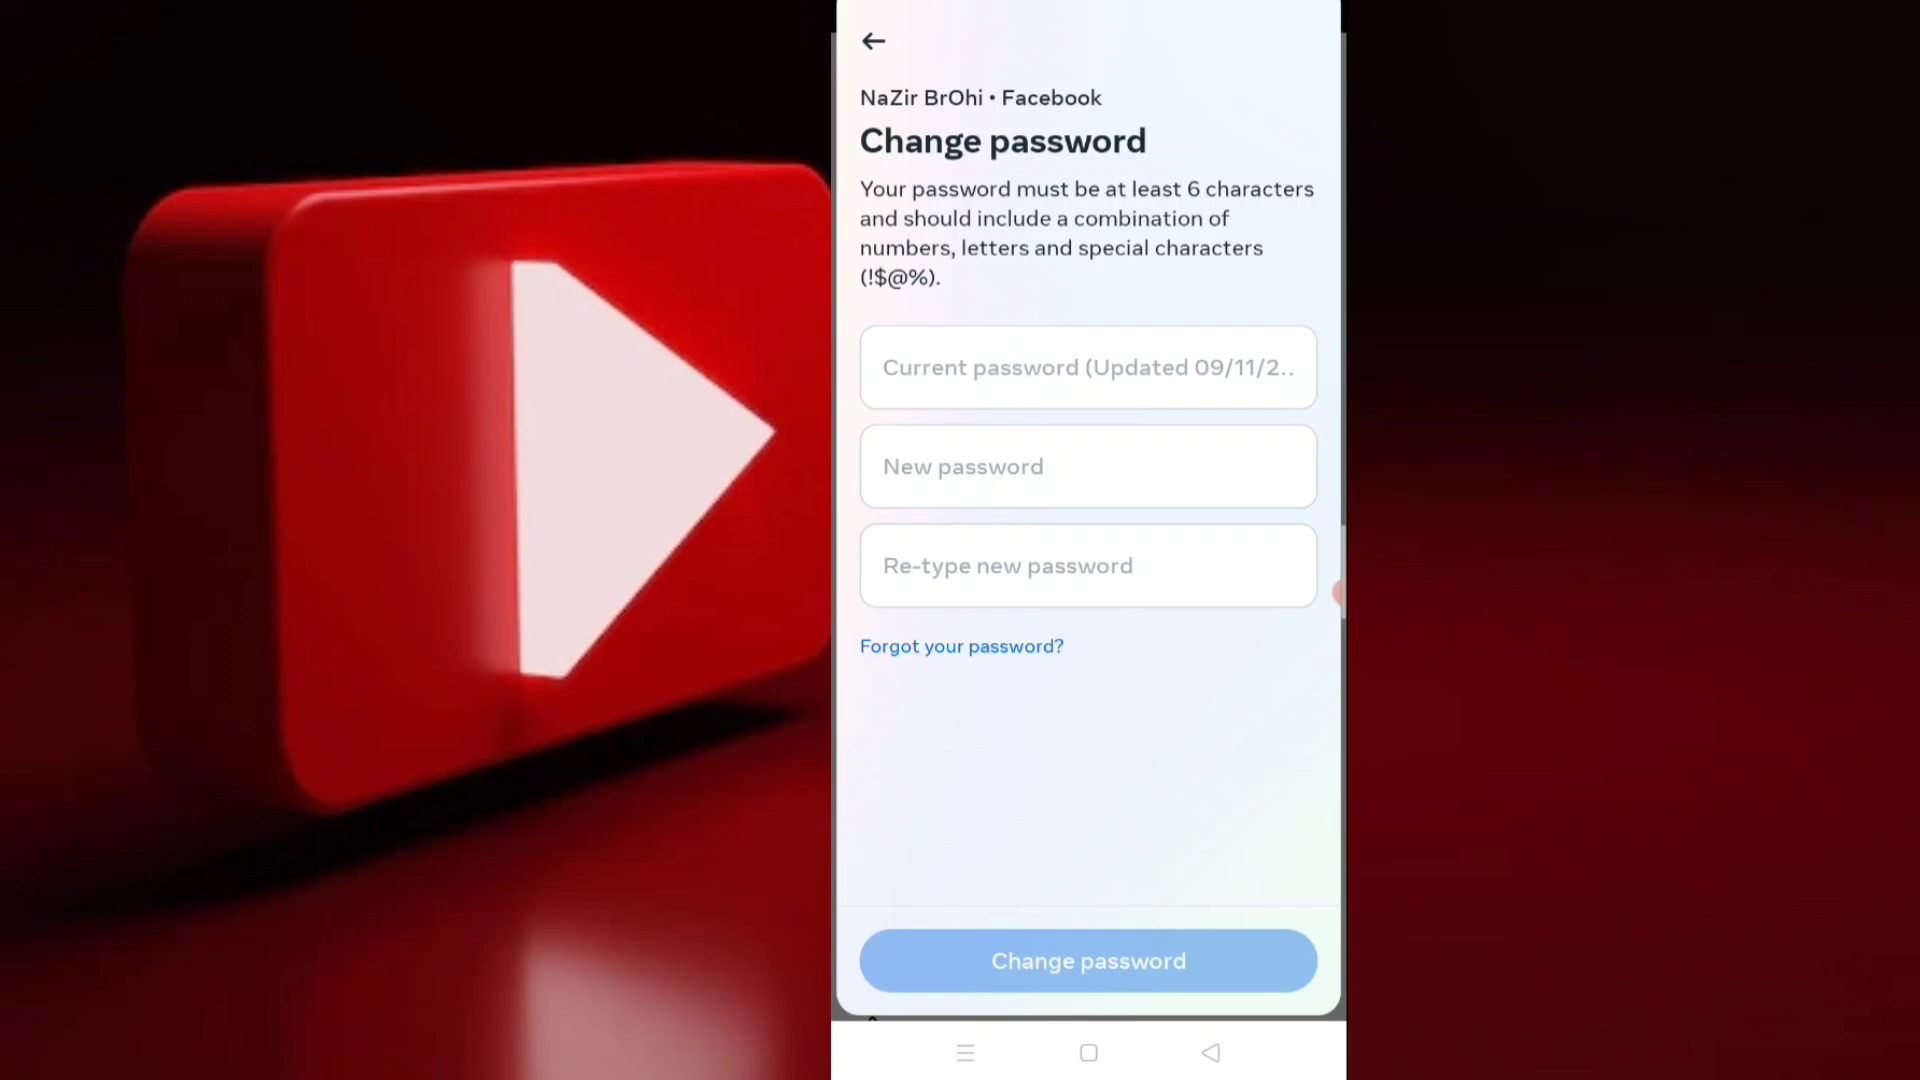 NaZir BrOhi • Facebook
Change password
Your password must be at least 6 characters
and should include a combination of
numbers, letters and special characters
(!$@%).
Current password (Updated 09/11/2..
New password
Re-type new password
Forgot your password?
Change password